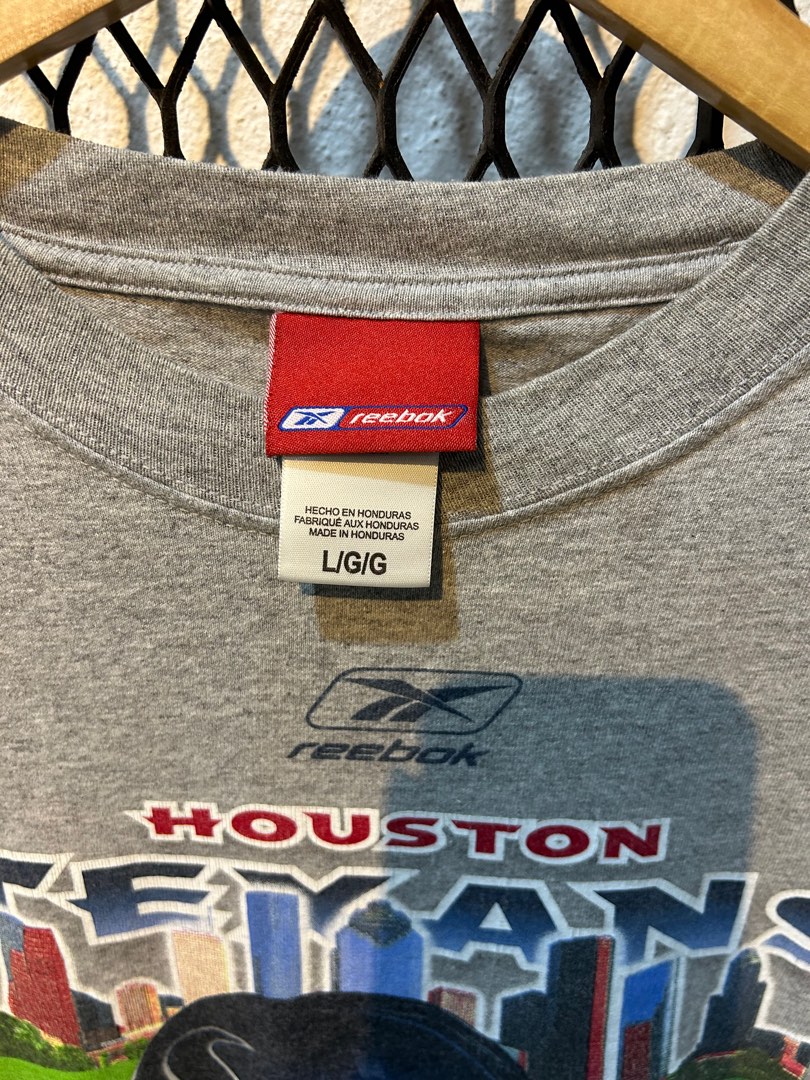 reebok
HECHO EN HONDURAS
FABRIQUÉ AUX HONDURAS
MADE IN HONDURAS
L/G/G
reebok
HOUSTON
TEXANS